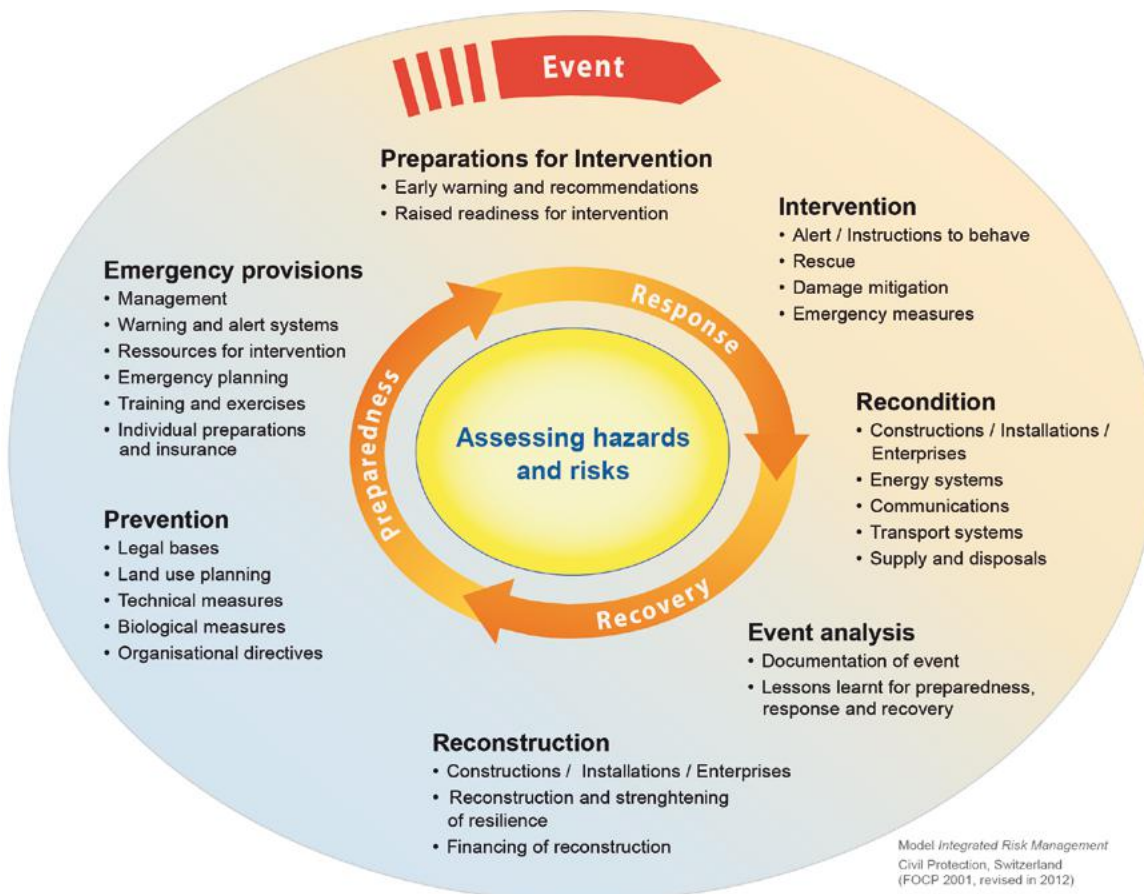 Event
Preparations for Intervention
• Early warning and recommendations
• Raised readiness for intervention
Intervention
• Alert / Instructions to behave
• Rescue
• Damage mitigation
• Emergency measures
Emergency provisions
• Management
• Warning and alert systems
• Ressources for intervention
• Emergency planning
• Training and exercises
• Individual preparations
and insurance
Response
Preparedness
Assessing hazards
and risks
Recovery
Recondition
• Constructions / Installations /
Enterprises
• Energy systems
• Communications
• Transport systems
• Supply and disposals
Prevention
• Legal bases
• Land use planning
• Technical measures
• Biological measures
• Organisational directives
Event analysis
• Documentation of event
• Lessons learnt for preparedness,
response and recovery
Reconstruction
• Constructions / Installations / Enterprises
• Reconstruction and strenghtening
of resilience
• Financing of reconstruction
Model Integrated Risk Management
Civil Protection, Switzerland
(FOCP 2001, revised in 2012)